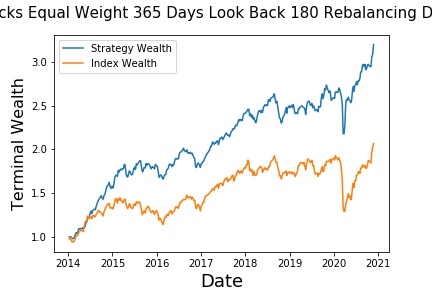 cks Equal Weight 365 Days Look Back 180 Rebalancing D
Strategy Wealth
Index Wealth
Terminal Wealth
3.0
2.5
2.0
1.5
1.0
2014 2015 2016 2017 2018 2019 2020 2021
Date